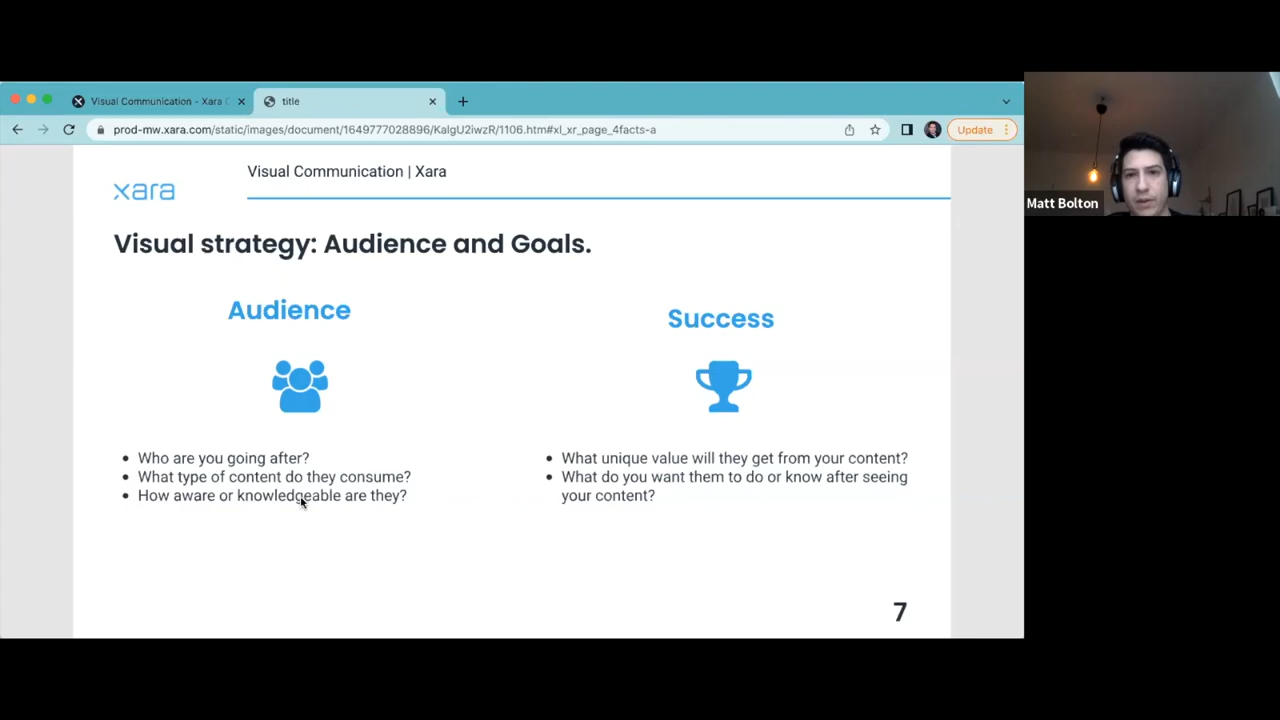 Visual Communication - Xara
title
prod-mw.xara.com/static/images/document/1649777028896/KalgU2iwzR/1106.htm#xl_xr_page_4facts-a
Update
Matt Bolton
xara
Visual Communication | Xara
Visual strategy: Audience and Goals.
Audience
Who are you going after?
What type of content do they consume?
How aware or knowledgeable are they?
Success
What unique value will they get from your content?
What do you want them to do or know after seeing
your content?
7